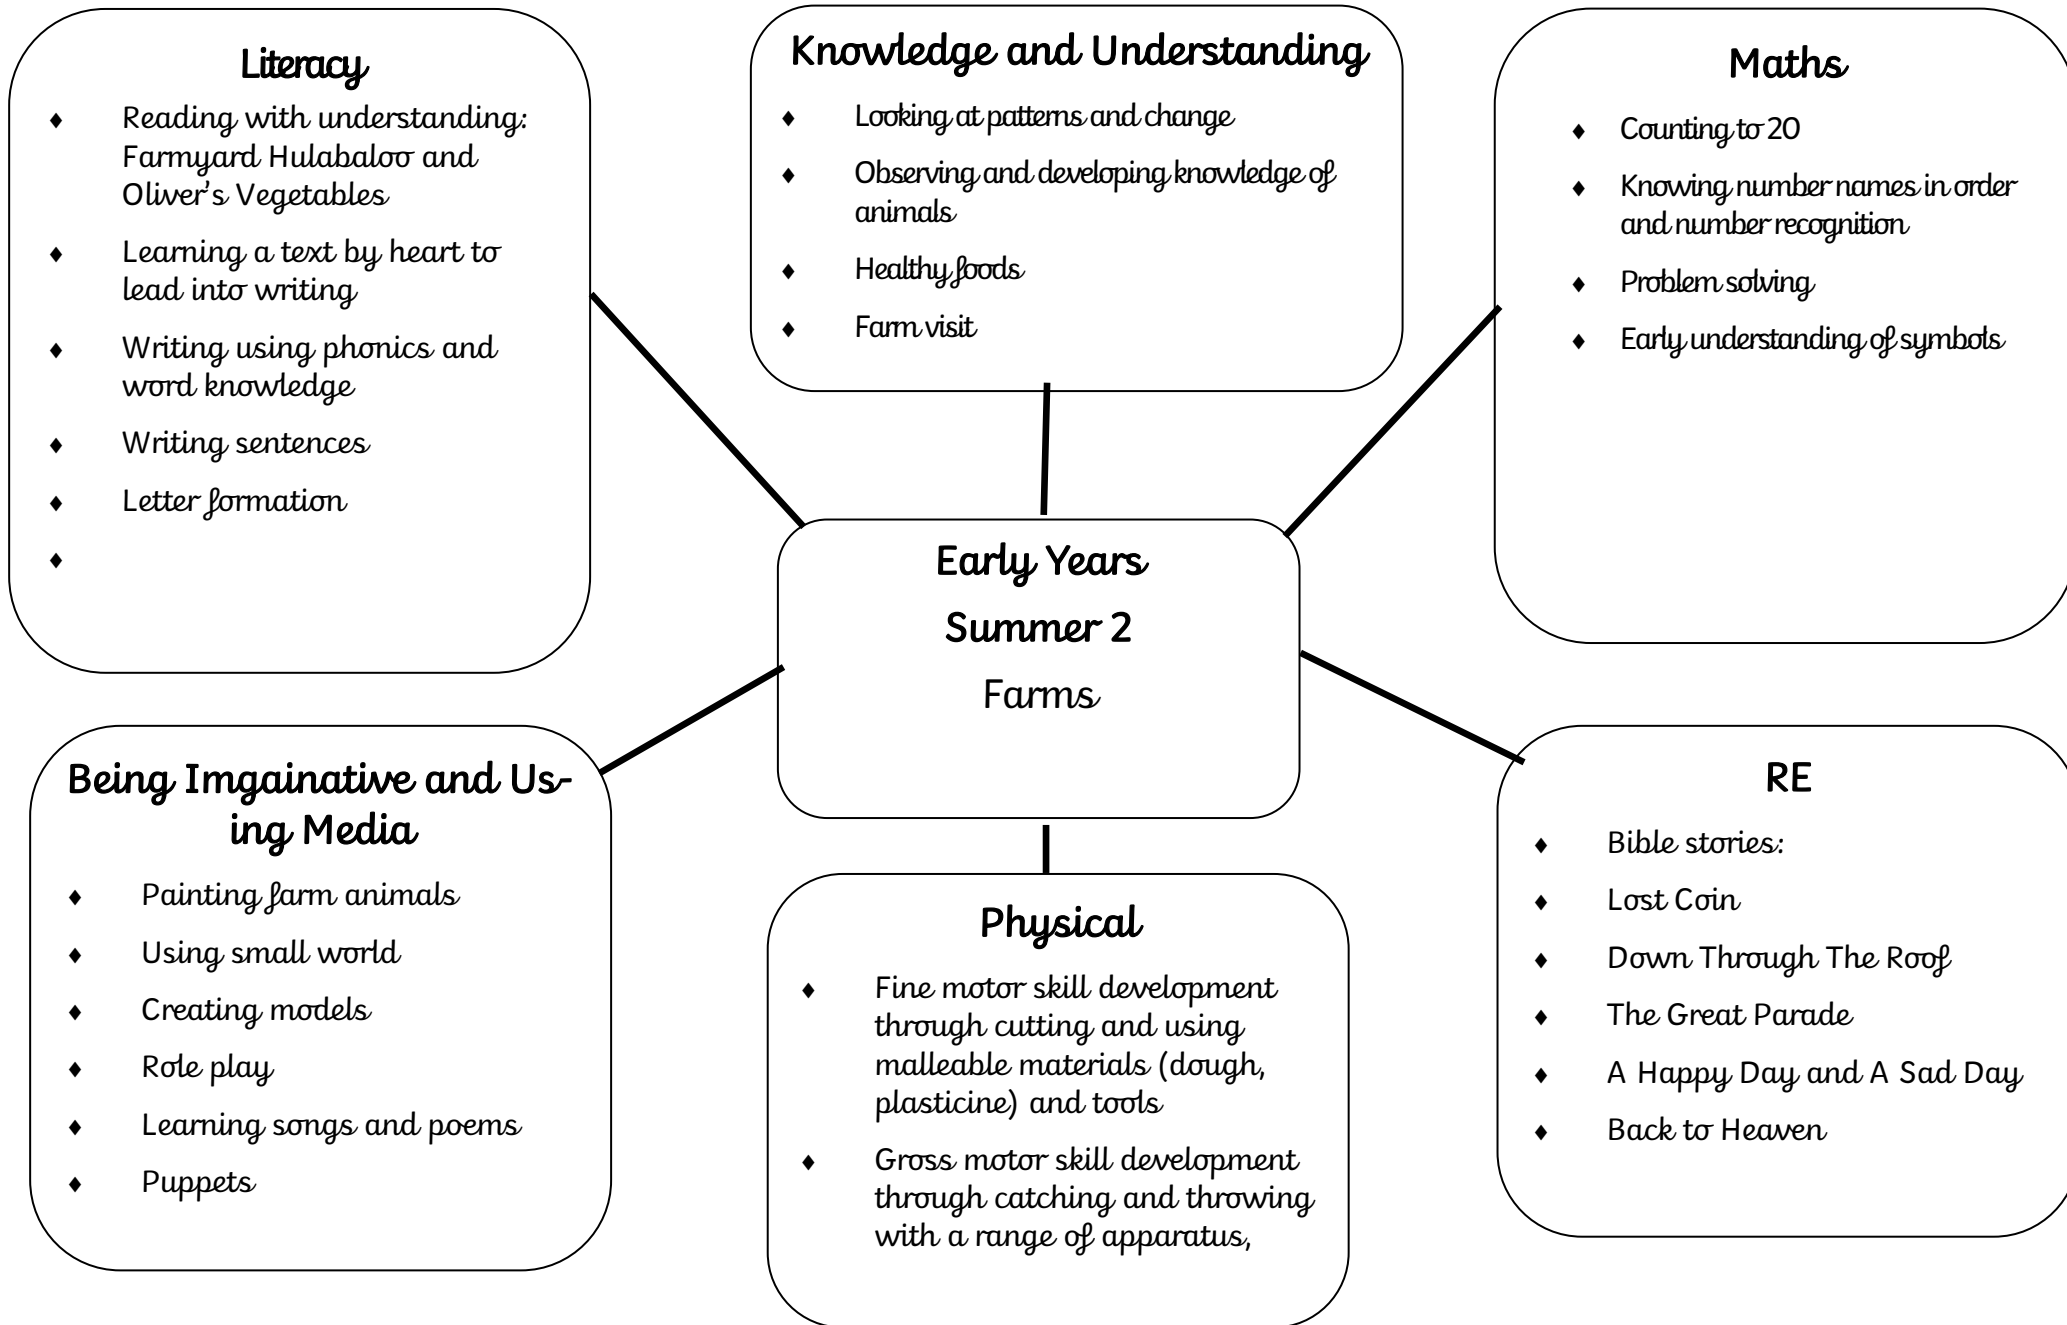 Literacy
♦ Reading with understanding:
Farmyard Hulabaloo and
Oliver's Vegetables
♦ Learning a text by heart to
lead into writing
♦ Writing using phonics and
word knowledge
♦ Writing sentences
♦ Letter formation
♦
Knowledge and Understanding
♦ Looking at patterns and change
♦ Observing and developing knowledge of
animals
♦ Healthy foods
♦ Farm visit
Maths
♦ Counting to 20
♦ Knowing number names in order
and number recognition
♦ Problem solving
♦ Early understanding of symbols
Early Years
Summer 2
Farms
Being Imgainative and Us-
ing Media
♦ Painting farm animals
♦ Using small world
♦ Creating models
♦ Role play
♦ Learning songs and poems
♦ Puppets
Physical
♦ Fine motor skill development
through cutting and using
malleable materials (dough,
plasticine) and tools
♦ Gross motor skill development
through catching and throwing
with a range of apparatus,
RE
♦ Bible stories:
♦ Lost Coin
♦ Down Through The Roof
♦ The Great Parade
♦ A Happy Day and A Sad Day
♦ Back to Heaven